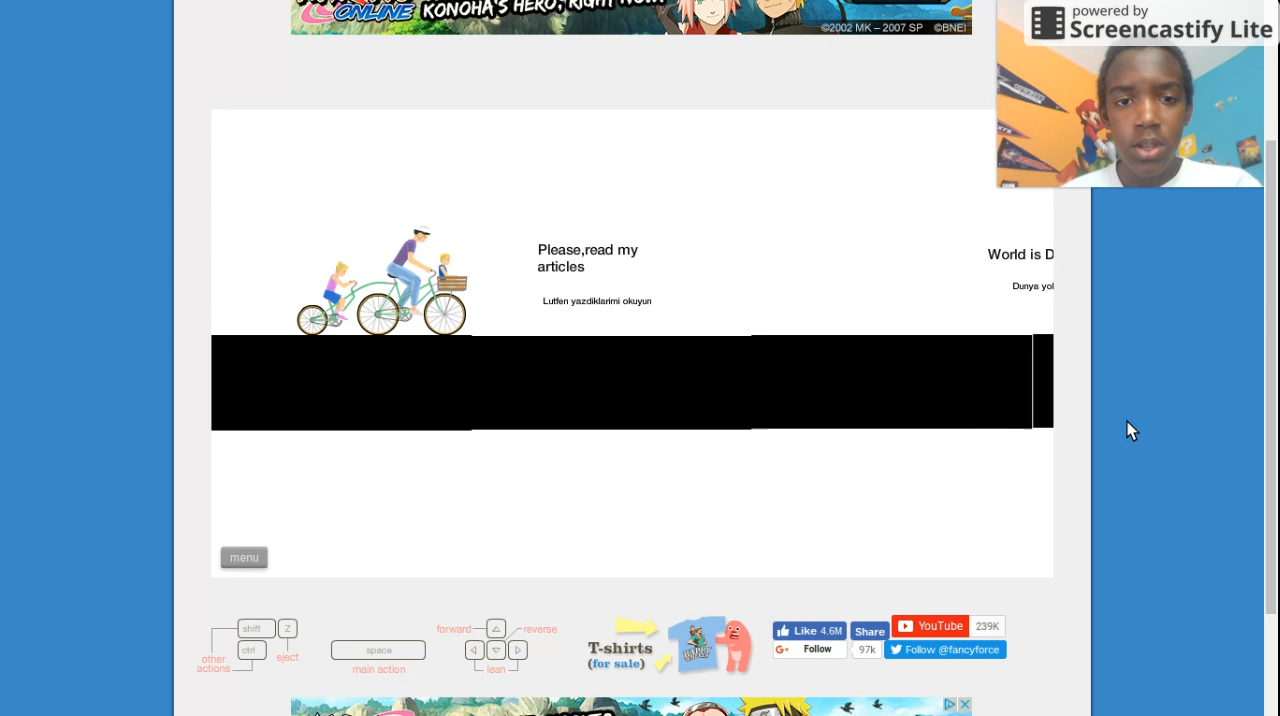 ONLINE KONOHA'S HERO, RIGHT NOW!
©2002 MK – 2007 SP ©BNEI
powered by
Screencastify Lite
Please,read my
articles
Lutfen yazdiklarimi okuyun
World is D
Dunya yol
menu
shift
Z
ctrl
other
actions
eject
space
main action
forward
reverse
lean
T-shirts
(for sale)
HAPPY
Like 4.6M
Share
YouTube
239K
G+ Follow
97k
Follow @fancyforce